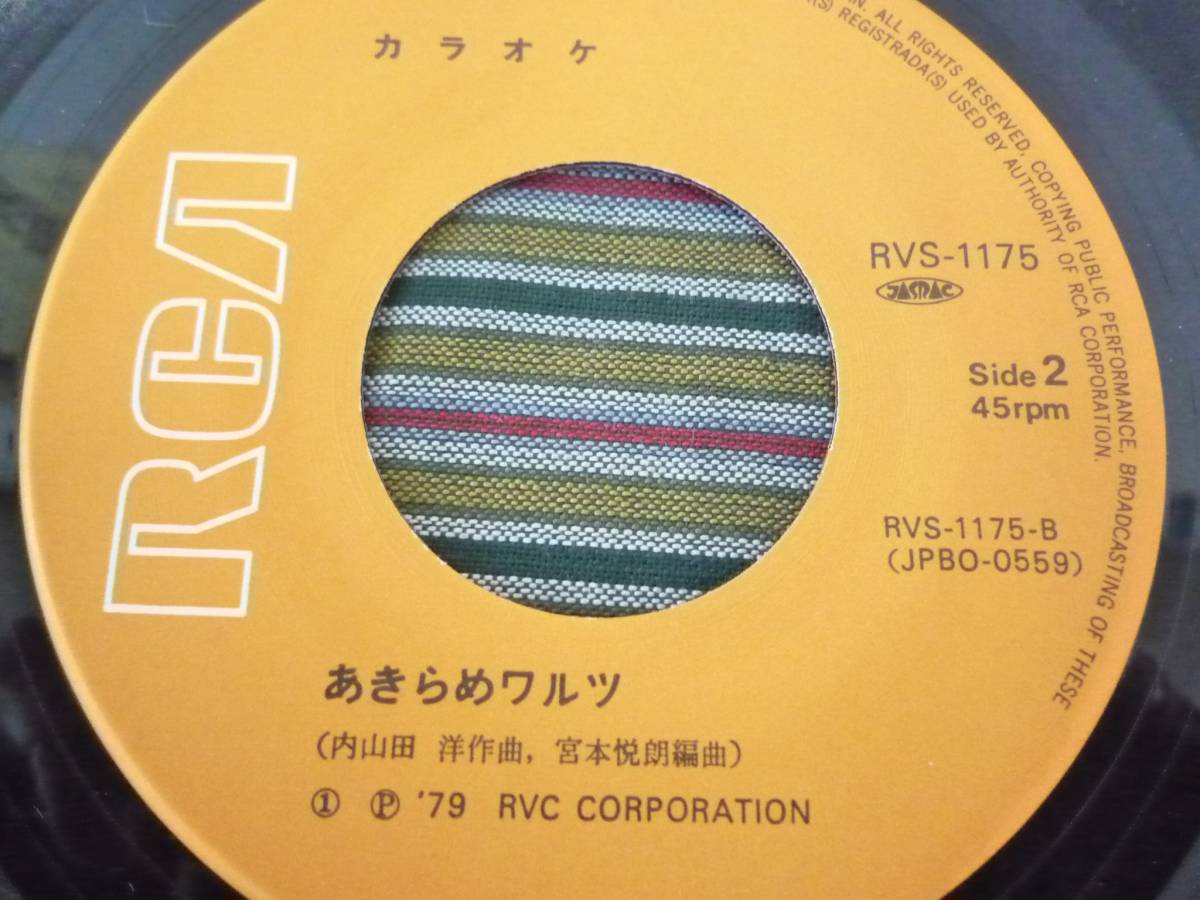 カラオケ
RCA
RVS-1175
JASRAC
Side 2
45rpm
RVS-1175-B
(JPBO-0559)
あきらめワルツ
(内山田 洋作曲, 宮本悦朗編曲)
① Ⓟ '79 RVC CORPORATION
ALL RIGHTS RESERVED, COPYING PUBLIC PERFORMANCE, BROADCASTING OF THESE
REGISTRADA(S) USED BY AUTHORITY OF RCA CORPORATION.